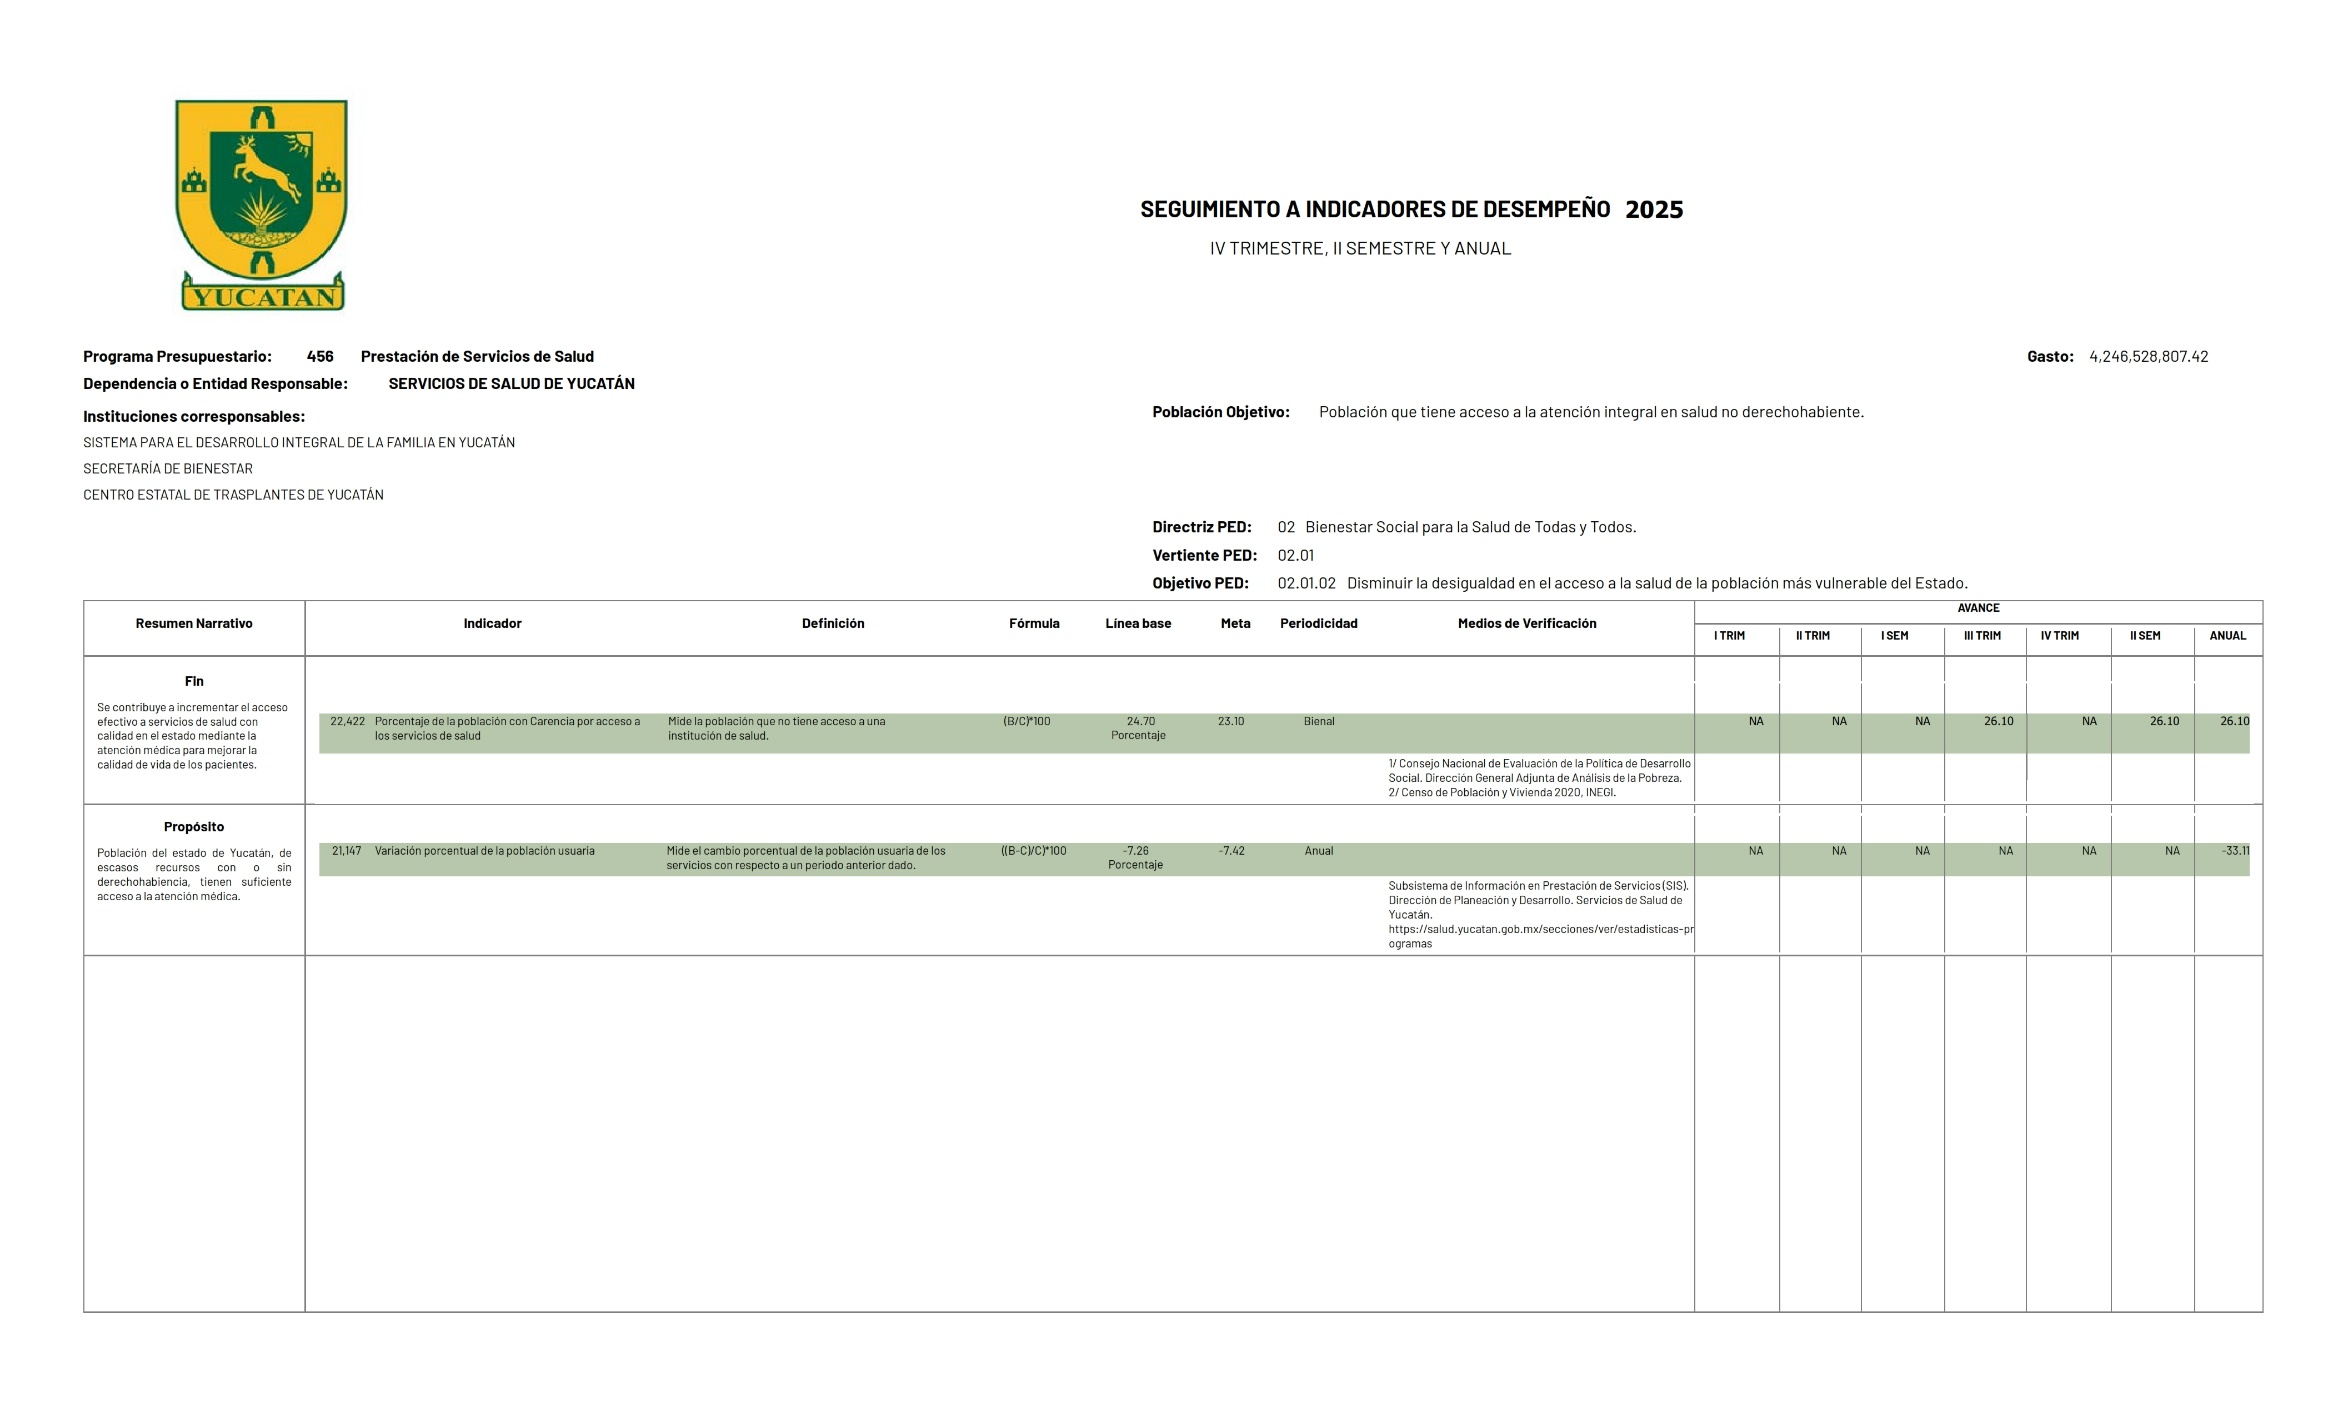 YUCATAN
SEGUIMIENTO A INDICADORES DE DESEMPEÑO 2025
IV TRIMESTRE, II SEMESTRE Y ANUAL
Programa Presupuestario: 456 Prestación de Servicios de Salud
Gasto: 4,246,528,807.42
Dependencia o Entidad Responsable: SERVICIOS DE SALUD DE YUCATÁN
Instituciones corresponsables:
SISTEMA PARA EL DESARROLLO INTEGRAL DE LA FAMILIA EN YUCATÁN
SECRETARÍA DE BIENESTAR
CENTRO ESTATAL DE TRASPLANTES DE YUCATÁN
Población Objetivo: Población que tiene acceso a la atención integral en salud no derechohabiente.
Directriz PED: 02 Bienestar Social para la Salud de Todas y Todos.
Vertiente PED: 02.01
Objetivo PED: 02.01.02 Disminuir la desigualdad en el acceso a la salud de la población más vulnerable del Estado.
Resumen Narrativo Indicador Definición Fórmula Línea base Meta Periodicidad Medios de Verificación
AVANCE
I TRIM II TRIM I SEM III TRIM IV TRIM II SEM ANUAL
Fin
Se contribuye a incrementar el acceso
efectivo a servicios de salud con
calidad en el estado mediante la
atención médica para mejorar la
calidad de vida de los pacientes.
22,422 Porcentaje de la población con Carencia por acceso a
los servicios de salud
Mide la población que no tiene acceso a una
institución de salud.
(B/C)*100
24.70
Porcentaje
23.10
Bienal
NA NA NA 26.10 NA 26.10 26.10
1/ Consejo Nacional de Evaluación de la Política de Desarrollo
Social. Dirección General Adjunta de Análisis de la Pobreza.
2/ Censo de Población y Vivienda 2020, INEGI.
Propósito
Población del estado de Yucatán, de
escasos recursos con o sin
derechohabiencia, tienen suficiente
acceso a la atención médica.
21,147 Variación porcentual de la población usuaria
Mide el cambio porcentual de la población usuaria de los
servicios con respecto a un periodo anterior dado.
((B-C)/C)*100
-7.26
Porcentaje
-7.42
Anual
NA NA NA NA NA NA -33.11
Subsistema de Información en Prestación de Servicios (SIS).
Dirección de Planeación y Desarrollo. Servicios de Salud de
Yucatán.
https://salud.yucatan.gob.mx/secciones/ver/estadisticas-pr
ogramas